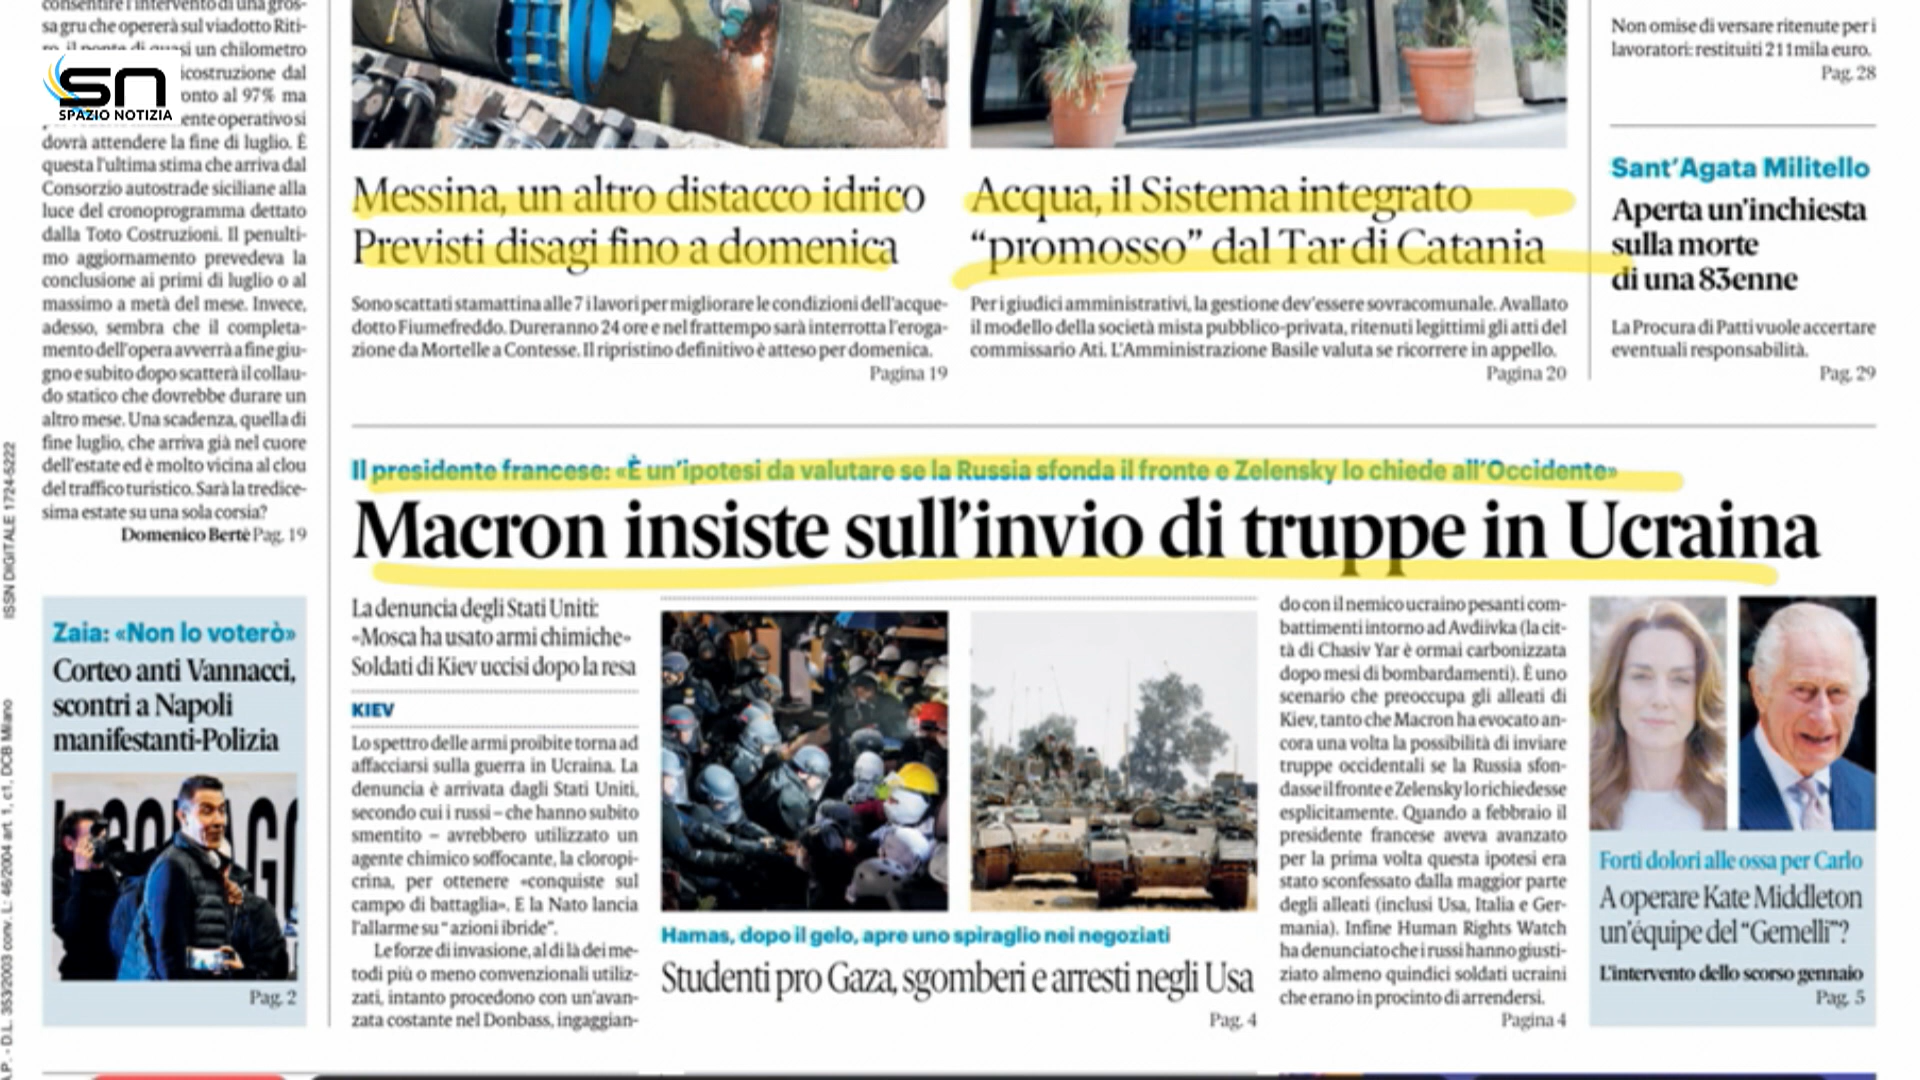 consentire l'intervento di una gros-
sa gru che opererà sul viadotto Riti-
si un chilometro
icostruzione dal
onto al 97% ma
ente operativo si
dovrà attendere la fine di luglio. È
questa l'ultima stima che arriva dal
Consorzio autostrade siciliane alla
luce del cronoprogramma dettato
dalla Toto Costruzioni. Il penulti-
mo aggiornamento prevedeva la
conclusione ai primi di luglio o al
massimo a metà del mese. Invece,
adesso, sembra che il completa-
mento dell'opera avverrà a fine giu-
gno e subito dopo scatterà il collau-
do statico che dovrebbe durare un
altro mese. Una scadenza, quella di
fine luglio, che arriva già nel cuore
dell'estate ed è molto vicina al clou
del traffico turistico. Sarà la tredice-
sima estate su una sola corsia?
Domenico Bertè Pag. 19
SN
SPAZIO NOTIZIA
Messina, un altro distacco idrico
Previsti disagi fino a domenica
Sono scattati stamattina alle 7 i lavori per migliorare le condizioni dell'acque-
dotto Fiumefreddo. Dureranno 24 ore e nel frattempo sarà interrotta l'eroga-
zione da Mortelle a Contesse. Il ripristino definitivo è atteso per domenica.
Pagina 19
Acqua, il Sistema integrato
“promosso” dal Tar di Catania
Per i giudici amministrativi, la gestione dev'essere sovracomunale. Avallato
il modello della società mista pubblico-privata, ritenuti legittimi gli atti del
commissario Ati. L'Amministrazione Basile valuta se ricorrere in appello.
Pagina 20
Non omise di versare ritenute per i
lavoratori: restituiti 211mila euro.
Pag. 28
Sant'Agata Militello
Aperta un'inchiesta
sulla morte
di una 83enne
La Procura di Patti vuole accertare
eventuali responsabilità.
Pag. 29
Il presidente francese: «È un'ipotesi da valutare se la Russia sfonda il fronte e Zelensky lo chiede all'Occidente»
Macron insiste sull'invio di truppe in Ucraina
La denuncia degli Stati Uniti:
«Mosca ha usato armi chimiche»
Soldati di Kiev uccisi dopo la resa
KIEV
Lo spettro delle armi proibite torna ad
affacciarsi sulla guerra in Ucraina. La
denuncia è arrivata dagli Stati Uniti,
secondo cui i russi – che hanno subito
smentito – avrebbero utilizzato un
agente chimico soffocante, la cloropi-
crina, per ottenere «conquiste sul
campo di battaglia». E la Nato lancia
l'allarme su “azioni ibride”.
Le forze di invasione, al di là dei me-
todi più o meno convenzionali utiliz-
zati, intanto procedono con un'avan-
zata costante nel Donbass, ingaggian-
do con il nemico ucraino pesanti com-
battimenti intorno ad Avdiivka (la cit-
tà di Chasiv Yar è ormai carbonizzata
dopo mesi di bombardamenti). È uno
scenario che preoccupa gli alleati di
Kiev, tanto che Macron ha evocato an-
cora una volta la possibilità di inviare
truppe occidentali se la Russia sfon-
dasse il fronte e Zelensky lo richiedesse
esplicitamente. Quando a febbraio il
presidente francese aveva avanzato
per la prima volta questa ipotesi era
stato sconfessato dalla maggior parte
degli alleati (inclusi Usa, Italia e Ger-
mania). Infine Human Rights Watch
ha denunciato che i russi hanno giusti-
ziato almeno quindici soldati ucraini
che erano in procinto di arrendersi.
Pagina 4
Hamas, dopo il gelo, apre uno spiraglio nei negoziati
Studenti pro Gaza, sgomberi e arresti negli Usa
Pag. 4
Forti dolori alle ossa per Carlo
A operare Kate Middleton
un'équipe del “Gemelli”?
L'intervento dello scorso gennaio
Pag. 5
Zaia: «Non lo voterò»
Corteo anti Vannacci,
scontri a Napoli
manifestanti-Polizia
Pag. 2
ISSN DIGITALE 1724-5222
A.P. - D.L. 353/2003 conv. L: 46/2004 art. 1, c1, DCB Milano